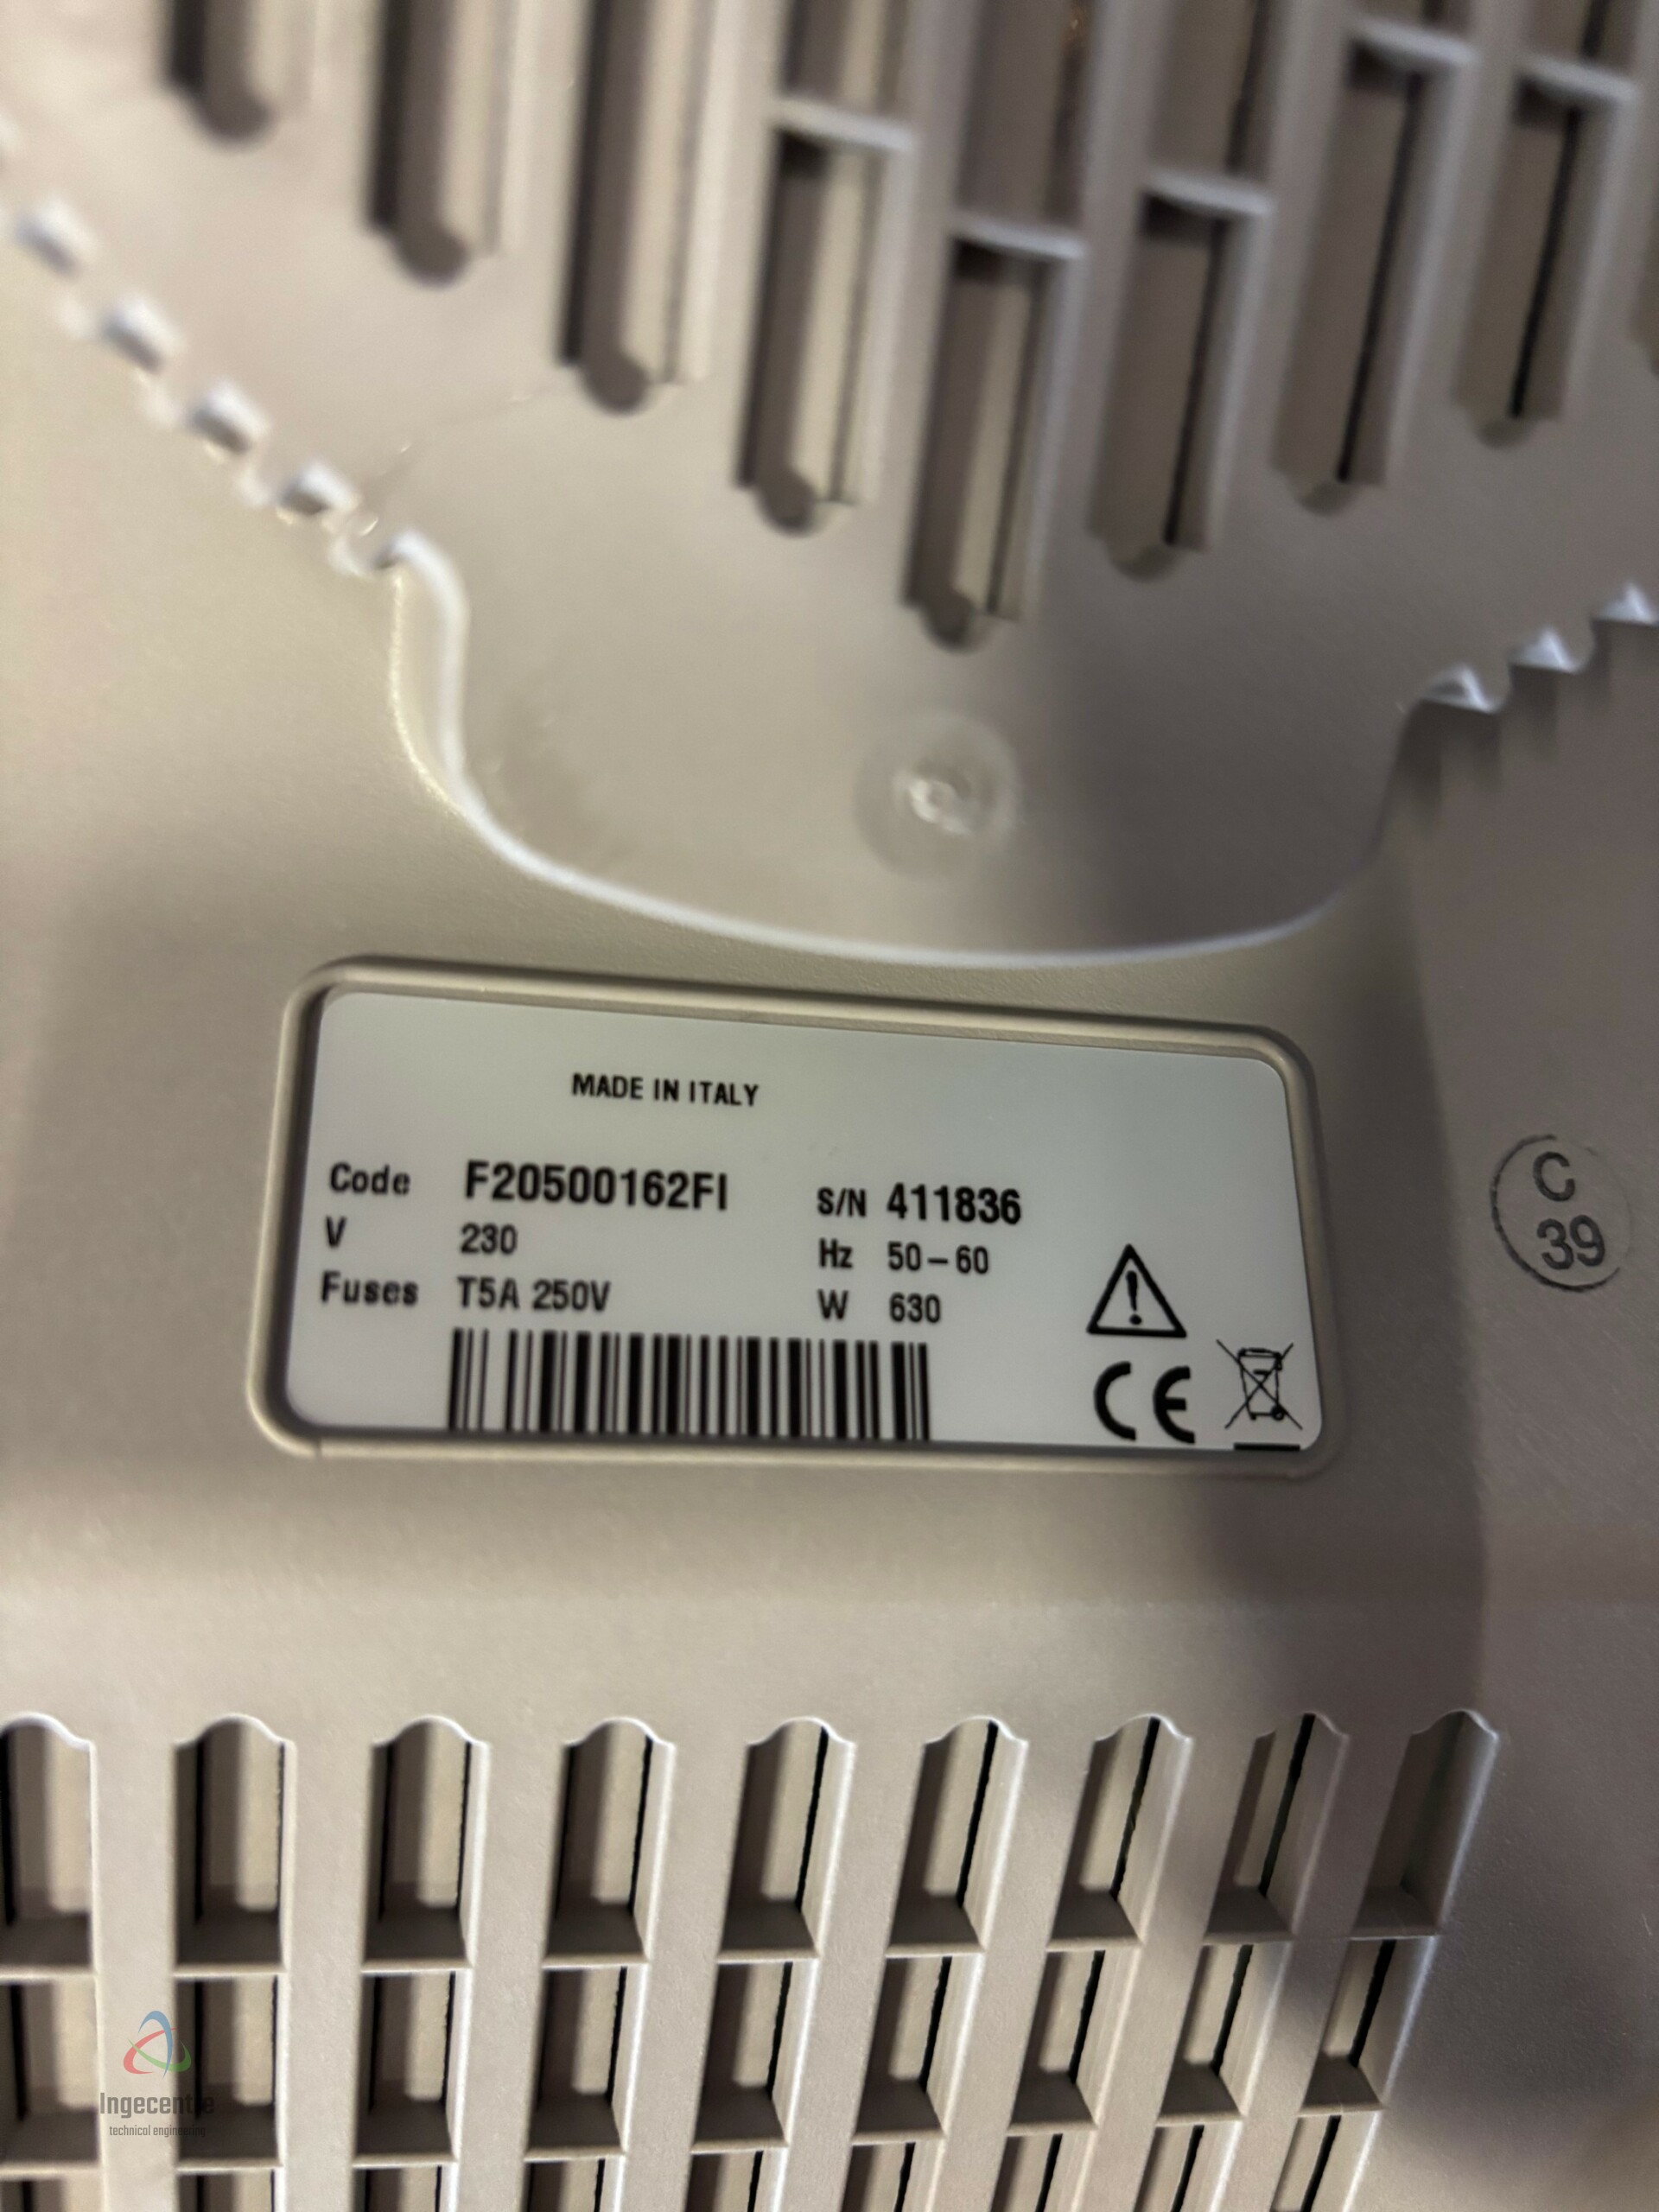 MADE IN ITALY
Code F20500162FI S/N 411836
V 230 Hz 50-60
Fuses T5A 250V W 630
CE
C
39
Ingecentre
technical engineering